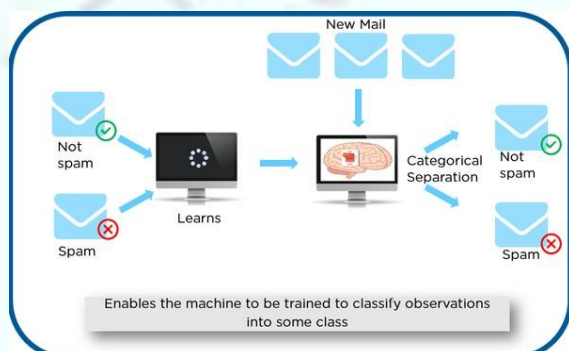 New Mail
Not
spam
Spam
Learns
Categorical
Separation
Not
spam
Spam
Enables the machine to be trained to classify observations
into some class